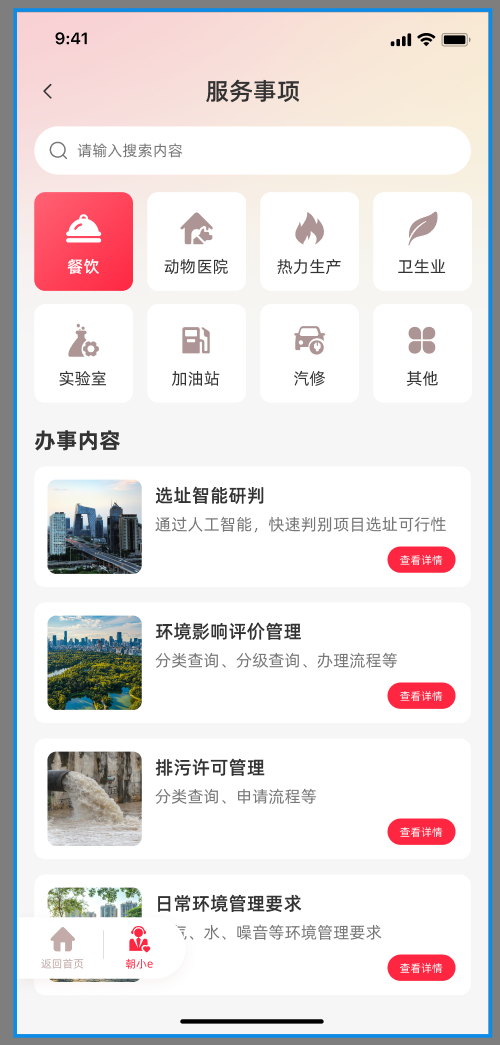 9:41
服务事项
请输入搜索内容
餐饮
动物医院
热力生产
卫生业
实验室
加油站
汽修
其他
办事内容
选址智能研判
通过人工智能，快速判别项目选址可行性
查看详情
环境影响评价管理
分类查询、分级查询、办理流程等
查看详情
排污许可管理
分类查询、申请流程等
查看详情
日常环境管理要求
、水、噪音等环境管理要求
查看详情
返回首页
朝小e